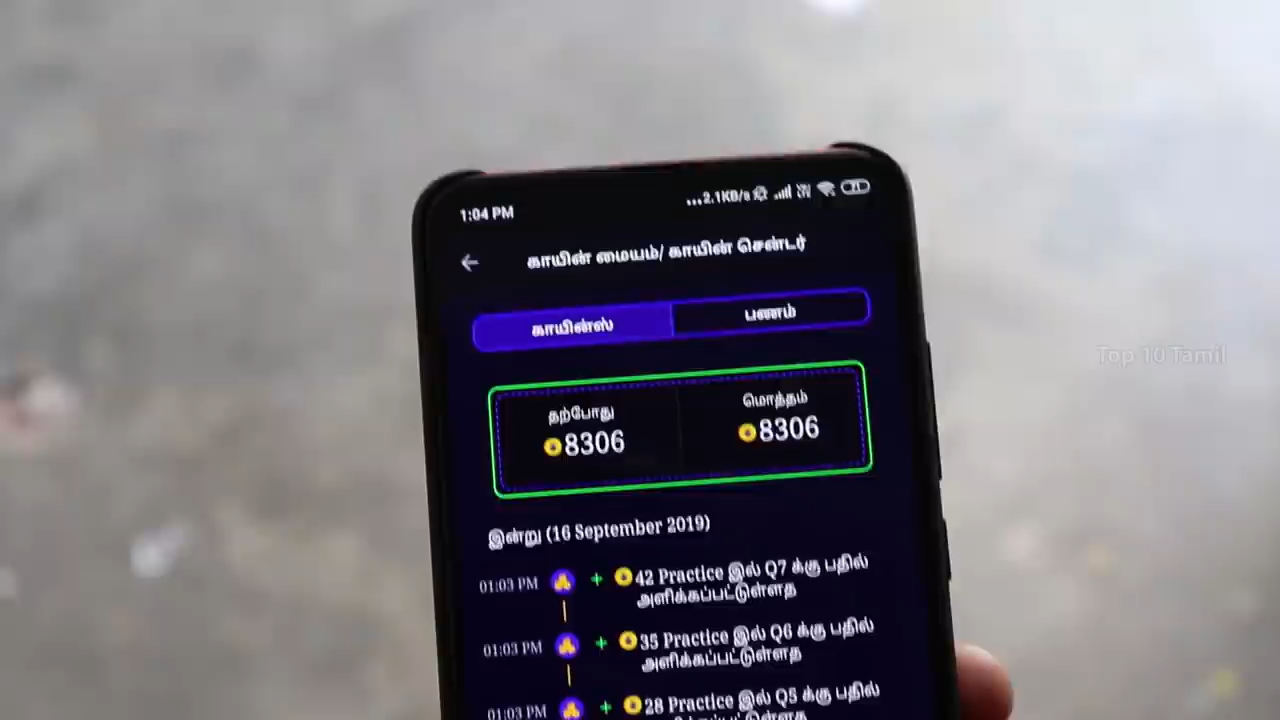 1:04 PM
...2.1KB/s
காயின் மையம்/ காயின் சென்டர்
காயின்ஸ்
பணம்
Top 10 Tamil
தற்போது
மொத்தம்
8306
8306
இன்று (16 September 2019)
01:03 PM + 42 Practice இல் Q7 க்கு பதில்
அளிக்கப்பட்டுள்ளத
01:03 PM + 35 Practice இல் Q6 க்கு பதில்
அளிக்கப்பட்டுள்ளத
01:03 PM + 28 Practice இல் Q5 க்கு பதில்